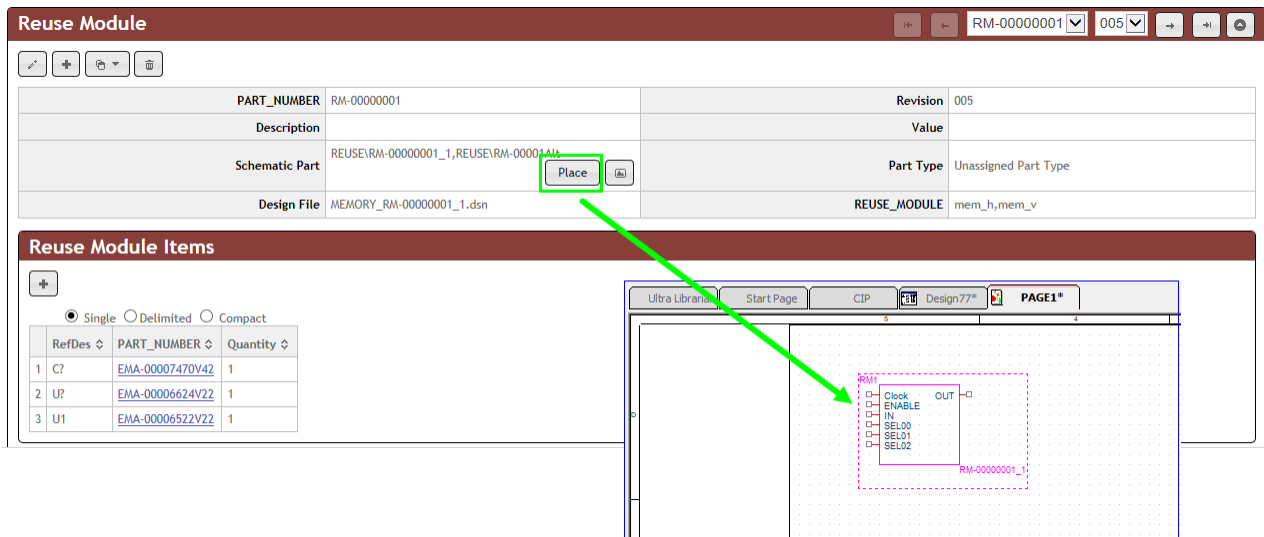 Reuse Module
RM-00000001 005
PART_NUMBER RM-00000001 Revision 005
Description Value
Schematic Part REUSE\RM-00000001_1,REUSE\RM-00001Alt Place Part Type Unassigned Part Type
Design File MEMORY_RM-00000001_1.dsn REUSE_MODULE mem_h,mem_v
Reuse Module Items
Single Delimited Compact
RefDes PART_NUMBER Quantity
1 C? EMA-00007470V42 1
2 U? EMA-00006624V22 1
3 U1 EMA-00006522V22 1
Ultra Librarian Start Page CIP Design77* PAGE1*
5 4
D
RM1
Clock OUT
ENABLE
IN
SEL00
SEL01
SEL02
RM-00000001_1